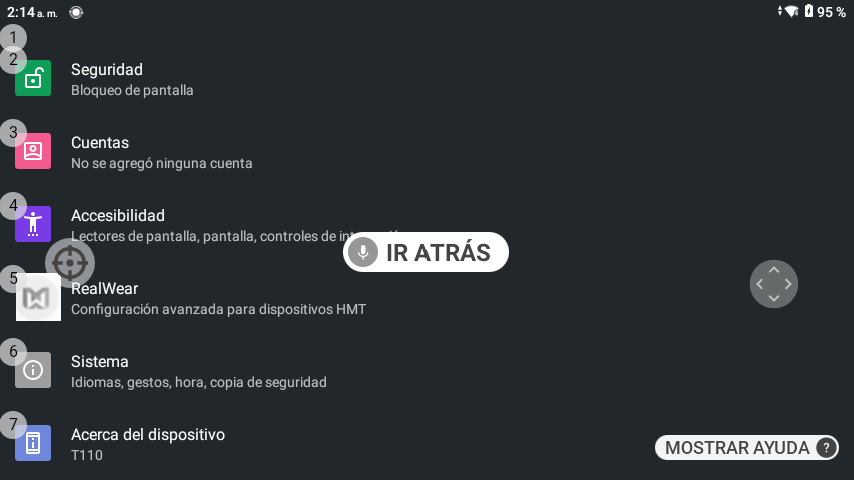 2:14 a. m.
95 %
1
2
Seguridad
Bloqueo de pantalla
3
Cuentas
No se agregó ninguna cuenta
4
Accesibilidad
Lectores de pantalla, pantalla, controles de
IR ATRÁS
5
RealWear
Configuración avanzada para dispositivos HMT
6
Sistema
Idiomas, gestos, hora, copia de seguridad
7
Acerca del dispositivo
T110
MOSTRAR AYUDA ?